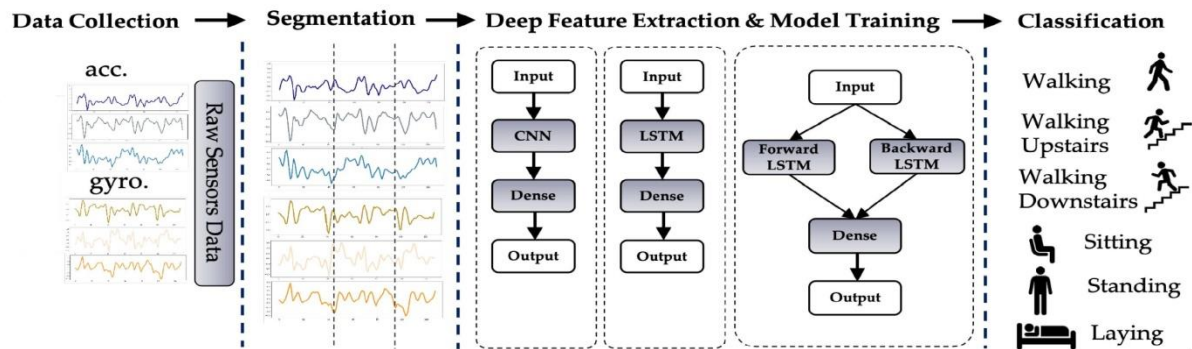 Data Collection
Segmentation
Deep Feature Extraction & Model Training
Classification
acc.
gyro.
Raw Sensors Data
Input
CNN
Dense
Output
Input
LSTM
Dense
Output
Input
Forward
LSTM
Backward
LSTM
Dense
Output
Walking
Walking
Upstairs
Walking
Downstairs
Sitting
Standing
Laying